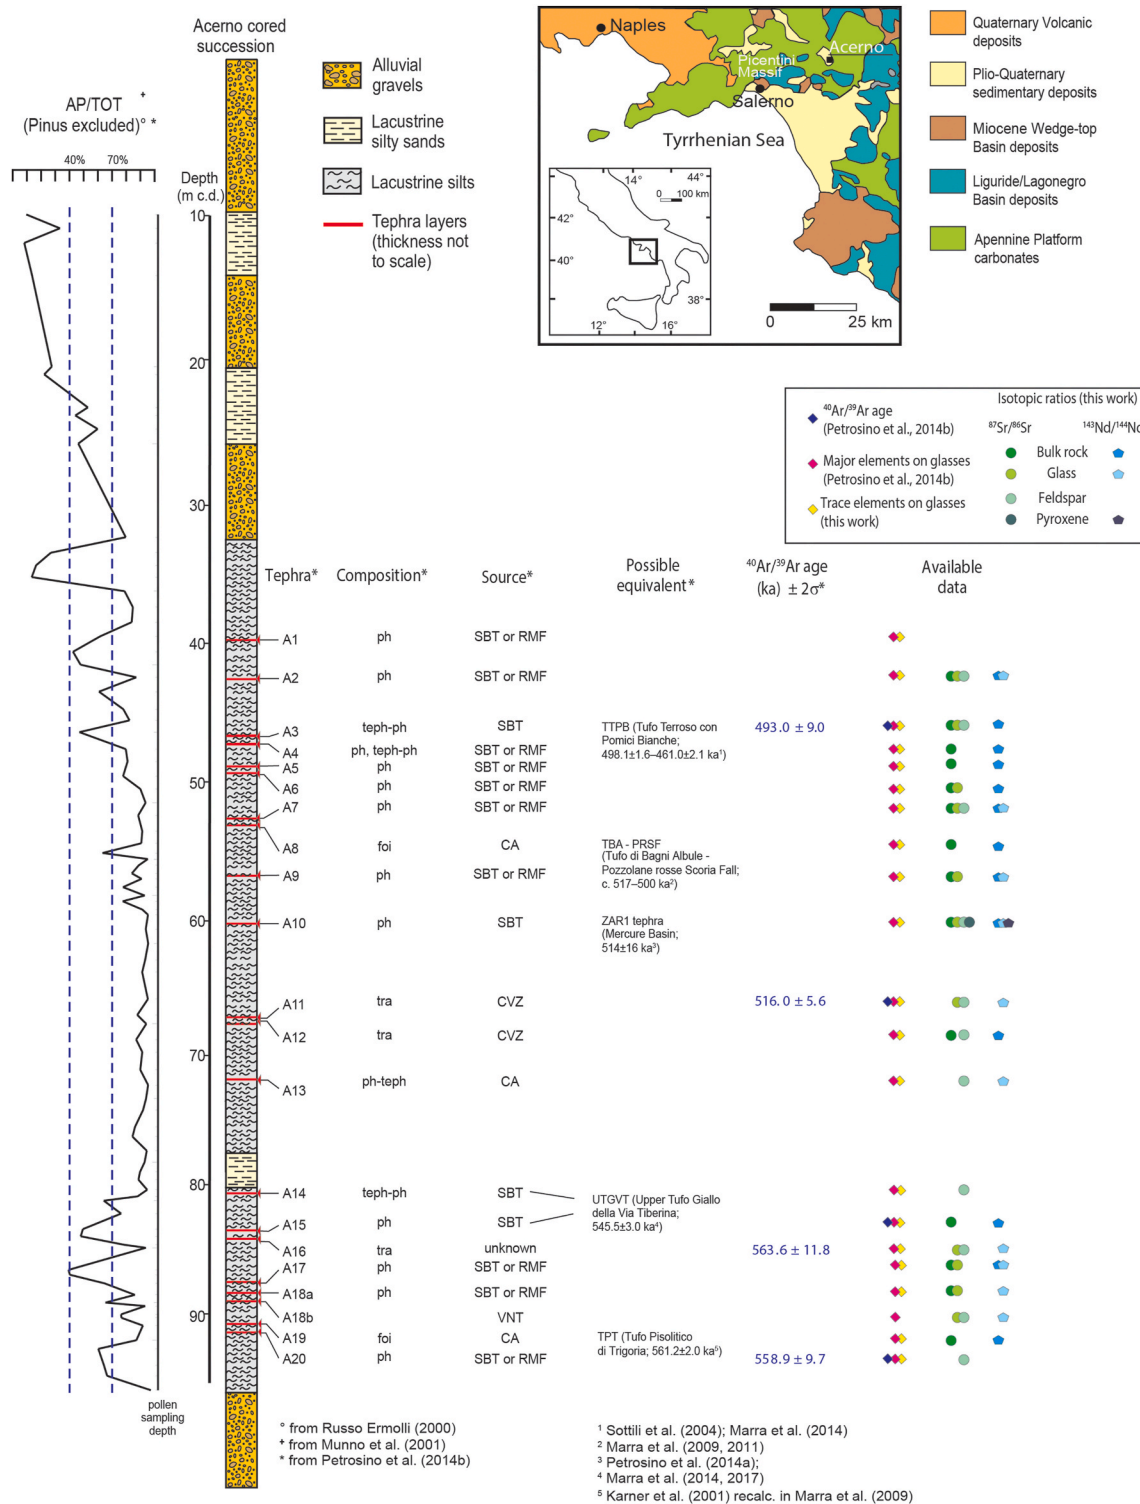 Acerno cored
succession
AP/TOT +
(Pinus excluded)° *
40% 70%
Depth
(m c.d.)
10
20
30
40
50
60
70
80
90
pollen
sampling
depth
Alluvial
gravels
Lacustrine
silty sands
Lacustrine silts
Tephra layers
(thickness not
to scale)
Naples
Acerno
Picentini
Massif
Salerno
Tyrrhenian Sea
14° 44°
0 100 km
42°
40°
38°
12° 16°
0 25 km
Quaternary Volcanic
deposits
Plio-Quaternary
sedimentary deposits
Miocene Wedge-top
Basin deposits
Liguride/Lagonegro
Basin deposits
Apennine Platform
carbonates
⁴⁰Ar/³⁹Ar age
(Petrosino et al., 2014b)
Major elements on glasses
(Petrosino et al., 2014b)
Trace elements on glasses
(this work)
Isotopic ratios (this work)
⁸⁷Sr/⁸⁶Sr ¹⁴³Nd/¹⁴⁴Nd
Bulk rock
Glass
Feldspar
Pyroxene
Tephra* Composition* Source* Possible equivalent* ⁴⁰Ar/³⁹Ar age (ka) ± 2σ* Available data
A1 ph SBT or RMF
A2 ph SBT or RMF
A3 teph-ph SBT TTPB (Tufo Terroso con 493.0 ± 9.0
Pomici Bianche;
A4 ph, teph-ph SBT or RMF 498.1±1.6–461.0±2.1 ka¹)
A5 ph SBT or RMF
A6 ph SBT or RMF
A7 ph SBT or RMF
A8 foi CA TBA - PRSF
(Tufo di Bagni Albule -
A9 ph SBT or RMF Pozzolane rosse Scoria Fall;
c. 517–500 ka²)
A10 ph SBT ZAR1 tephra
(Mercure Basin;
514±16 ka³)
A11 tra CVZ 516. 0 ± 5.6
A12 tra CVZ
A13 ph-teph CA
A14 teph-ph SBT UTGVT (Upper Tufo Giallo
della Via Tiberina;
A15 ph SBT 545.5±3.0 ka⁴)
A16 tra unknown 563.6 ± 11.8
A17 ph SBT or RMF
A18a ph SBT or RMF
A18b VNT
A19 foi CA TPT (Tufo Pisolitico
di Trigoria; 561.2±2.0 ka⁵)
A20 ph SBT or RMF 558.9 ± 9.7
° from Russo Ermolli (2000)
+ from Munno et al. (2001)
* from Petrosino et al. (2014b)
¹ Sottili et al. (2004); Marra et al. (2014)
² Marra et al. (2009, 2011)
³ Petrosino et al. (2014a);
⁴ Marra et al. (2014, 2017)
⁵ Karner et al. (2001) recalc. in Marra et al. (2009)